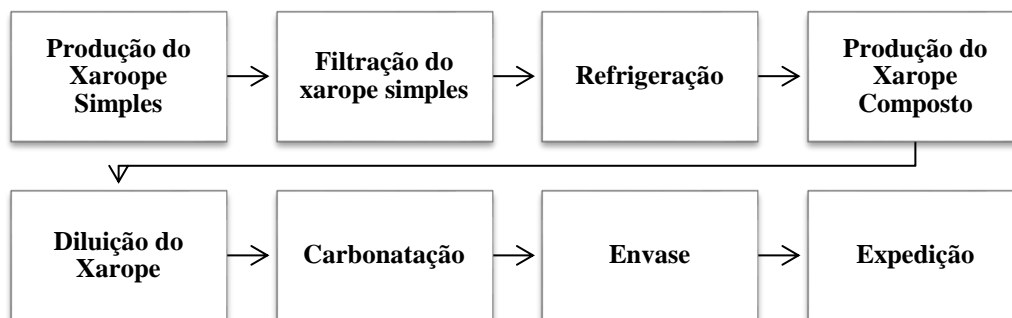 Produção do
Xaroope
Simples
Filtração do
xarope simples
Refrigeração
Produção do
Xarope
Composto
Diluição do
Xarope
Carbonatação
Envase
Expedição